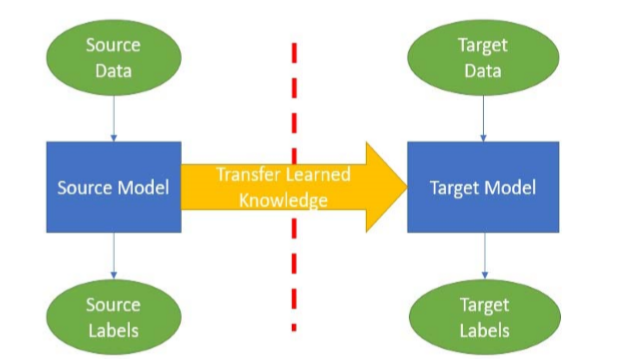 Source
Data
Target
Data
Source Model
Transfer Learned
Knowledge
Target Model
Source
Labels
Target
Labels